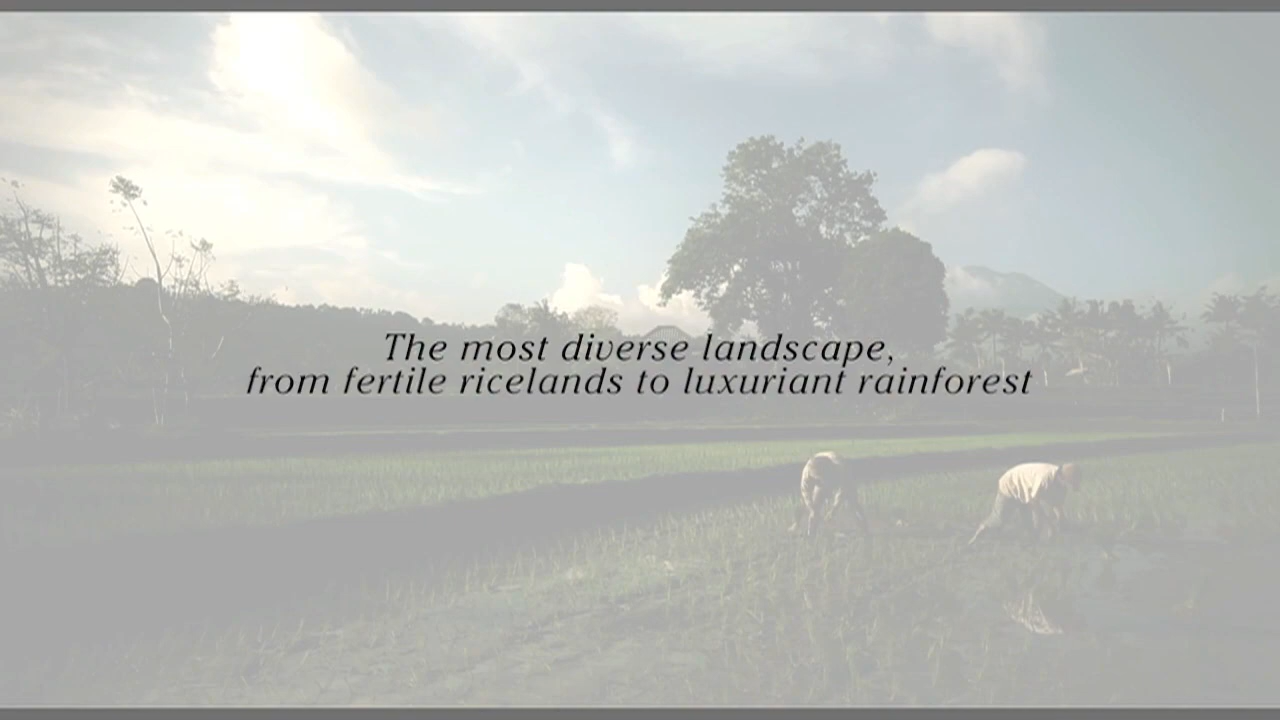 The most diverse landscape,
from fertile ricelands to luxuriant rainforest